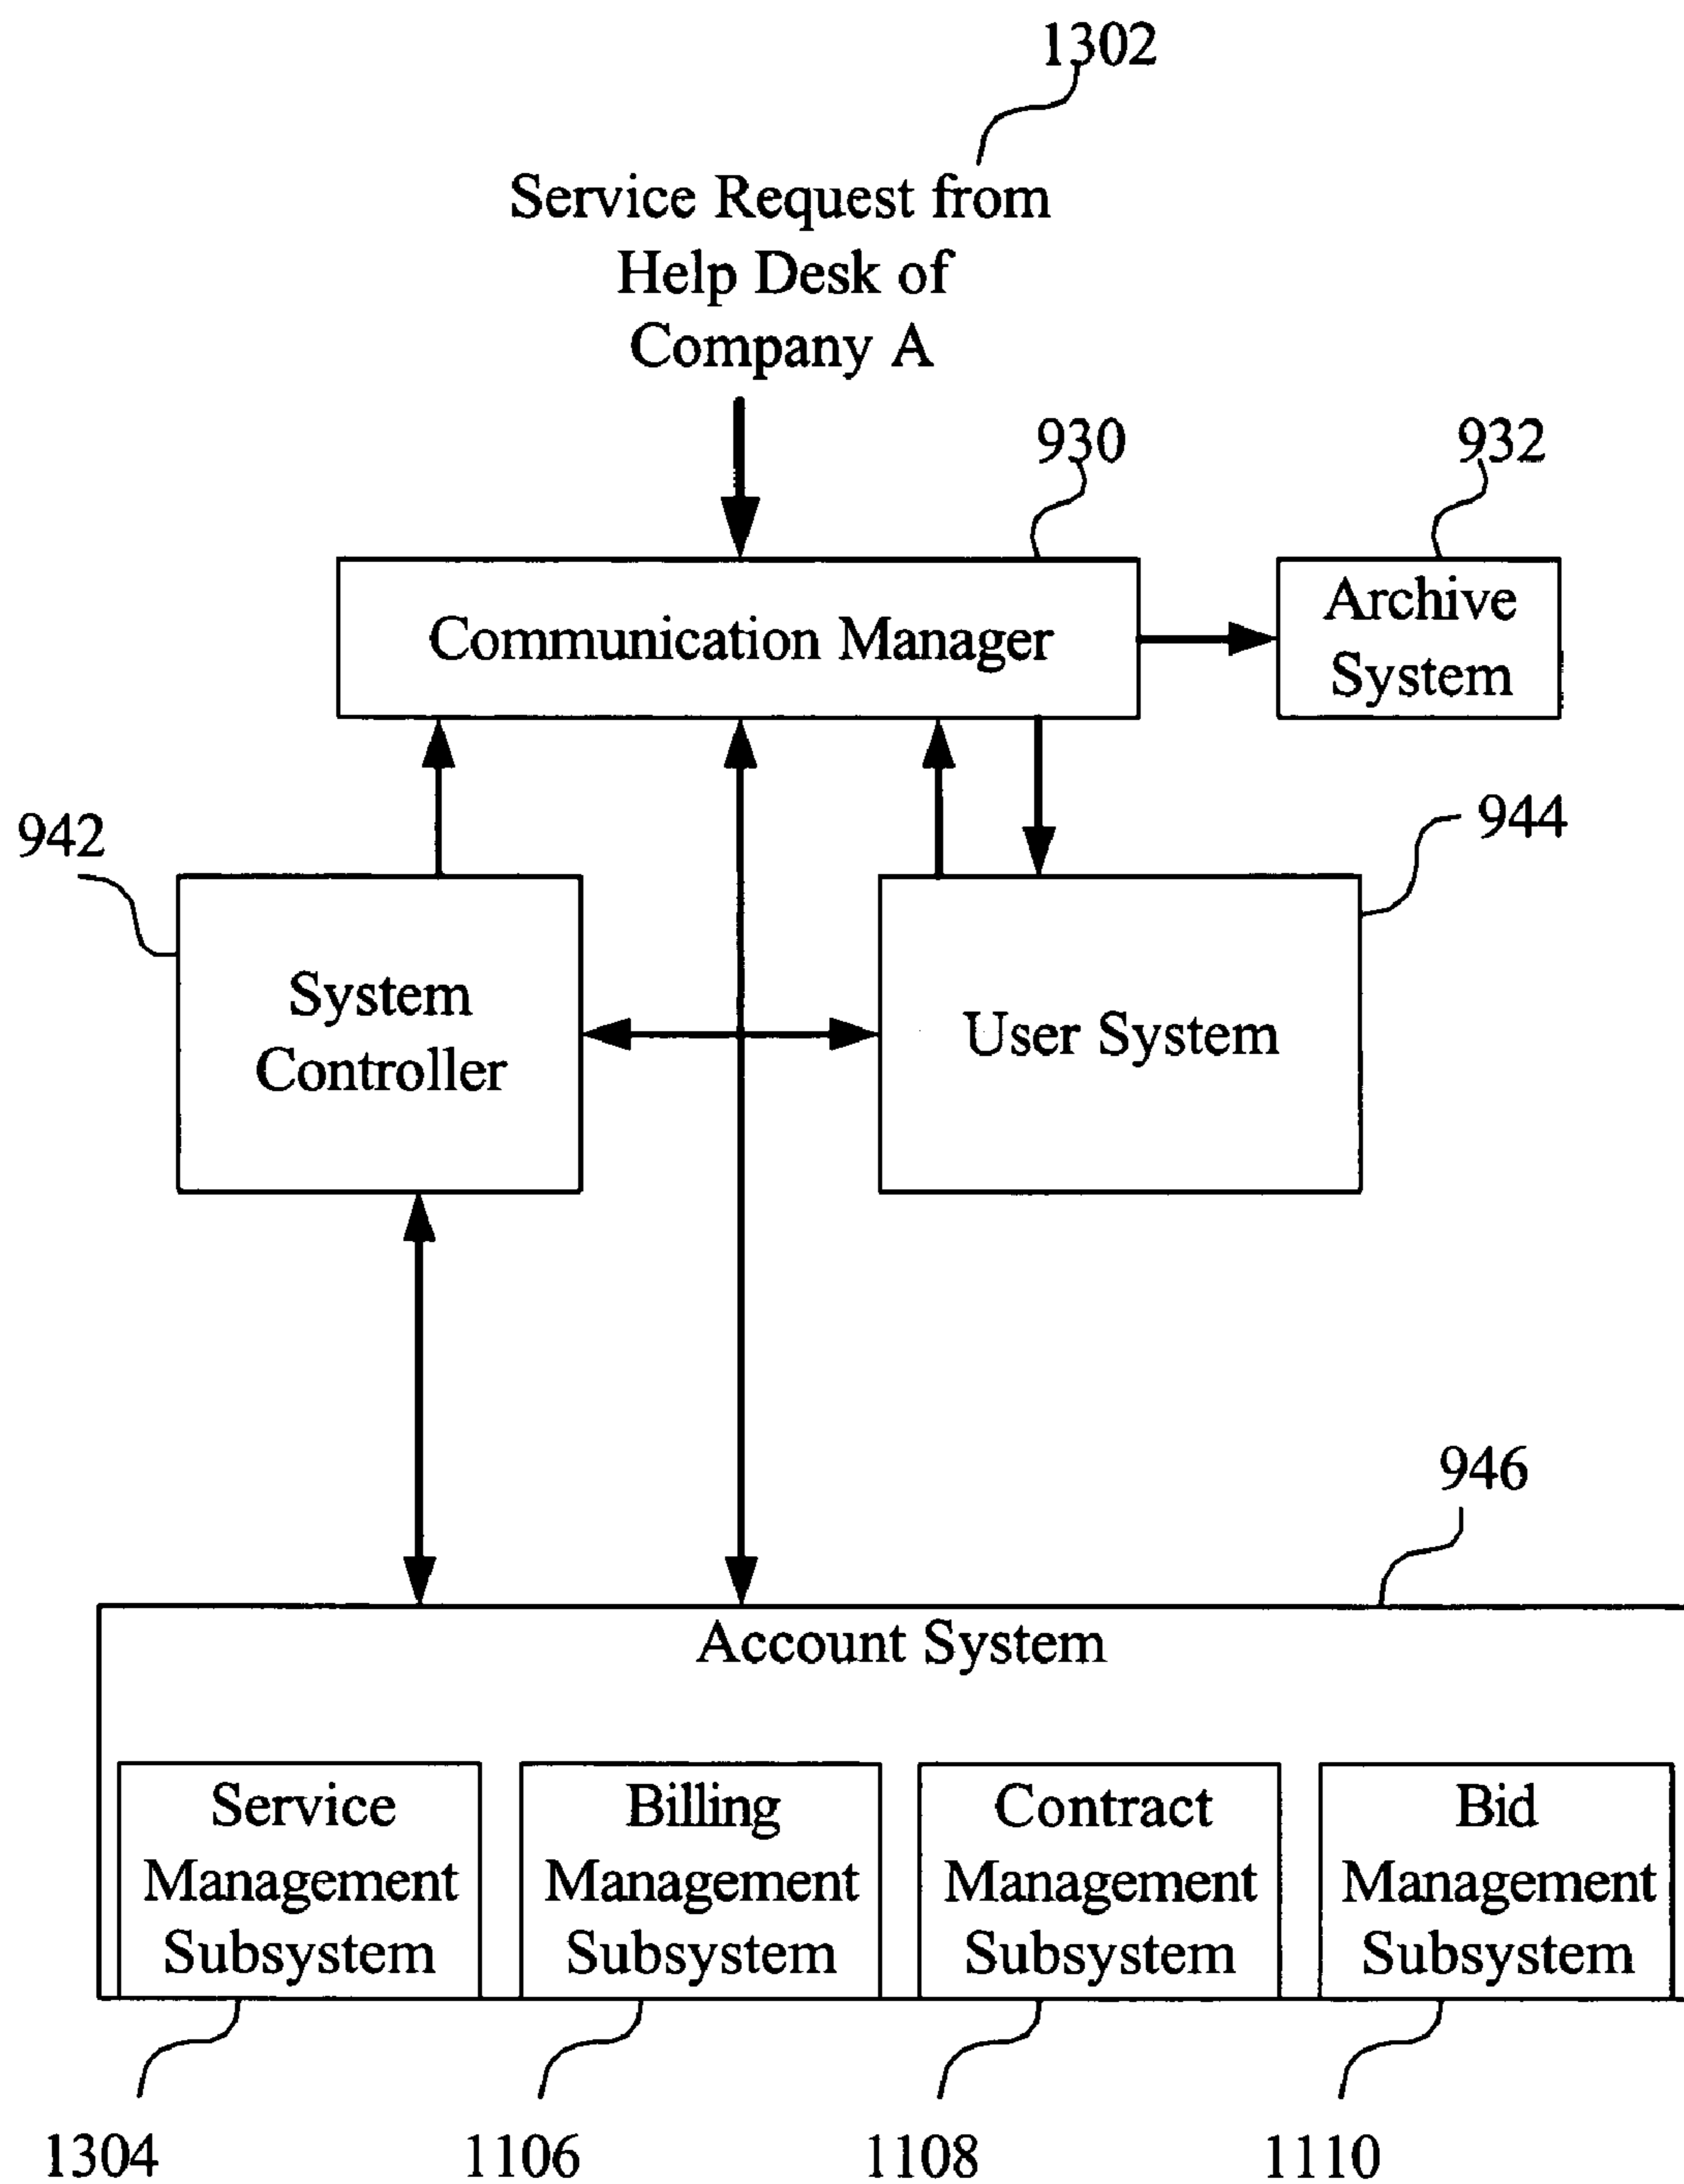 1302
Service Request from
Help Desk of
Company A
930
932
Communication Manager
Archive
System
942
944
System
Controller
User System
946
Account System
Service
Management
Subsystem
Billing
Management
Subsystem
Contract
Management
Subsystem
Bid
Management
Subsystem
1304
1106
1108
1110